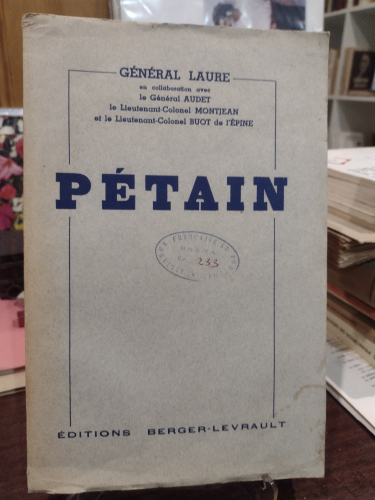 GÉNÉRAL LAURE
en collaboration avec
le Général AUDET
le Lieutenant-Colonel MONTJEAN
et le Lieutenant-Colonel BUOT de l'ÉPINE
PÉTAIN
FRANÇAISE
233
ÉDITIONS BERGER-LEVRAULT